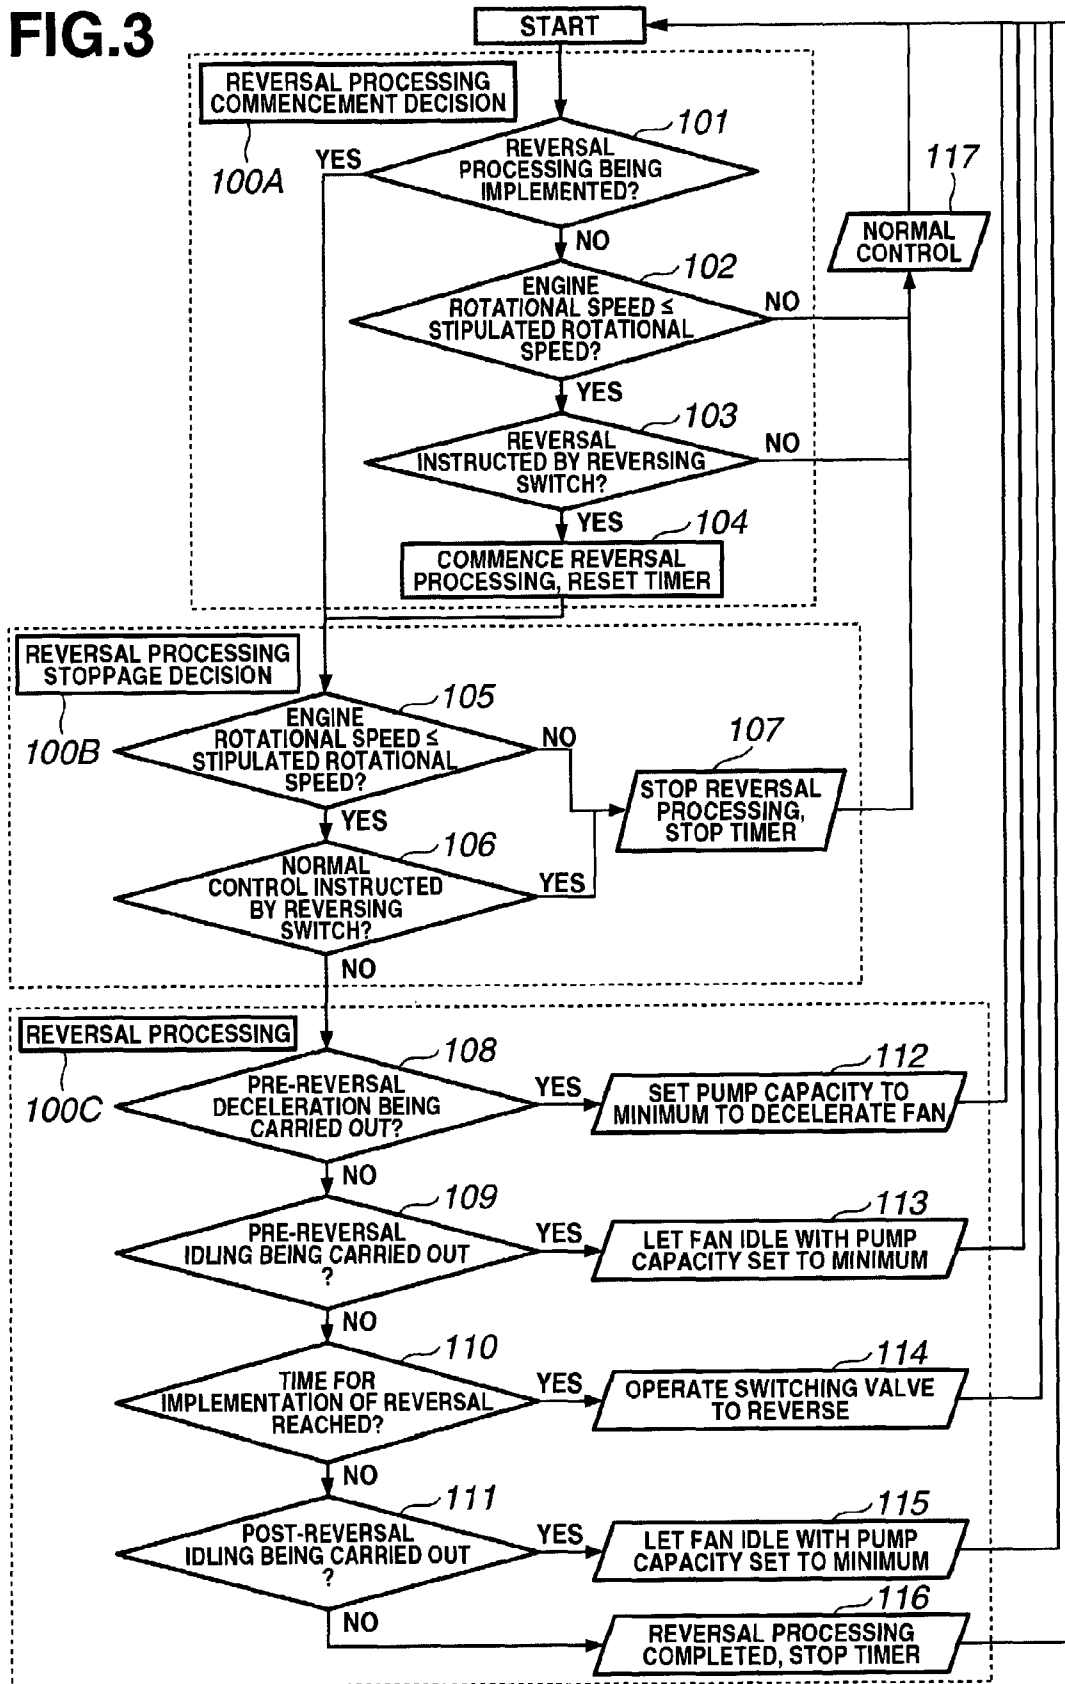 FIG.3
START
REVERSAL PROCESSING
COMMENCEMENT DECISION
100A
101
REVERSAL
PROCESSING BEING
IMPLEMENTED?
YES
NO
117
NORMAL
CONTROL
102
ENGINE
ROTATIONAL SPEED ≤
STIPULATED ROTATIONAL
SPEED?
NO
YES
103
REVERSAL
INSTRUCTED BY REVERSING
SWITCH?
NO
YES
104
COMMENCE REVERSAL
PROCESSING, RESET TIMER
REVERSAL PROCESSING
STOPPAGE DECISION
100B
105
ENGINE
ROTATIONAL SPEED ≤
STIPULATED ROTATIONAL
SPEED?
NO
YES
107
STOP REVERSAL
PROCESSING,
STOP TIMER
106
NORMAL
CONTROL INSTRUCTED
BY REVERSING
SWITCH?
YES
NO
REVERSAL PROCESSING
100C
108
PRE-REVERSAL
DECELERATION BEING
CARRIED OUT?
YES
NO
112
SET PUMP CAPACITY TO
MINIMUM TO DECELERATE FAN
109
PRE-REVERSAL
IDLING BEING CARRIED OUT
?
YES
NO
113
LET FAN IDLE WITH PUMP
CAPACITY SET TO MINIMUM
110
TIME FOR
IMPLEMENTATION OF REVERSAL
REACHED?
YES
NO
114
OPERATE SWITCHING VALVE
TO REVERSE
111
POST-REVERSAL
IDLING BEING CARRIED OUT
?
YES
NO
115
LET FAN IDLE WITH PUMP
CAPACITY SET TO MINIMUM
116
REVERSAL PROCESSING
COMPLETED, STOP TIMER